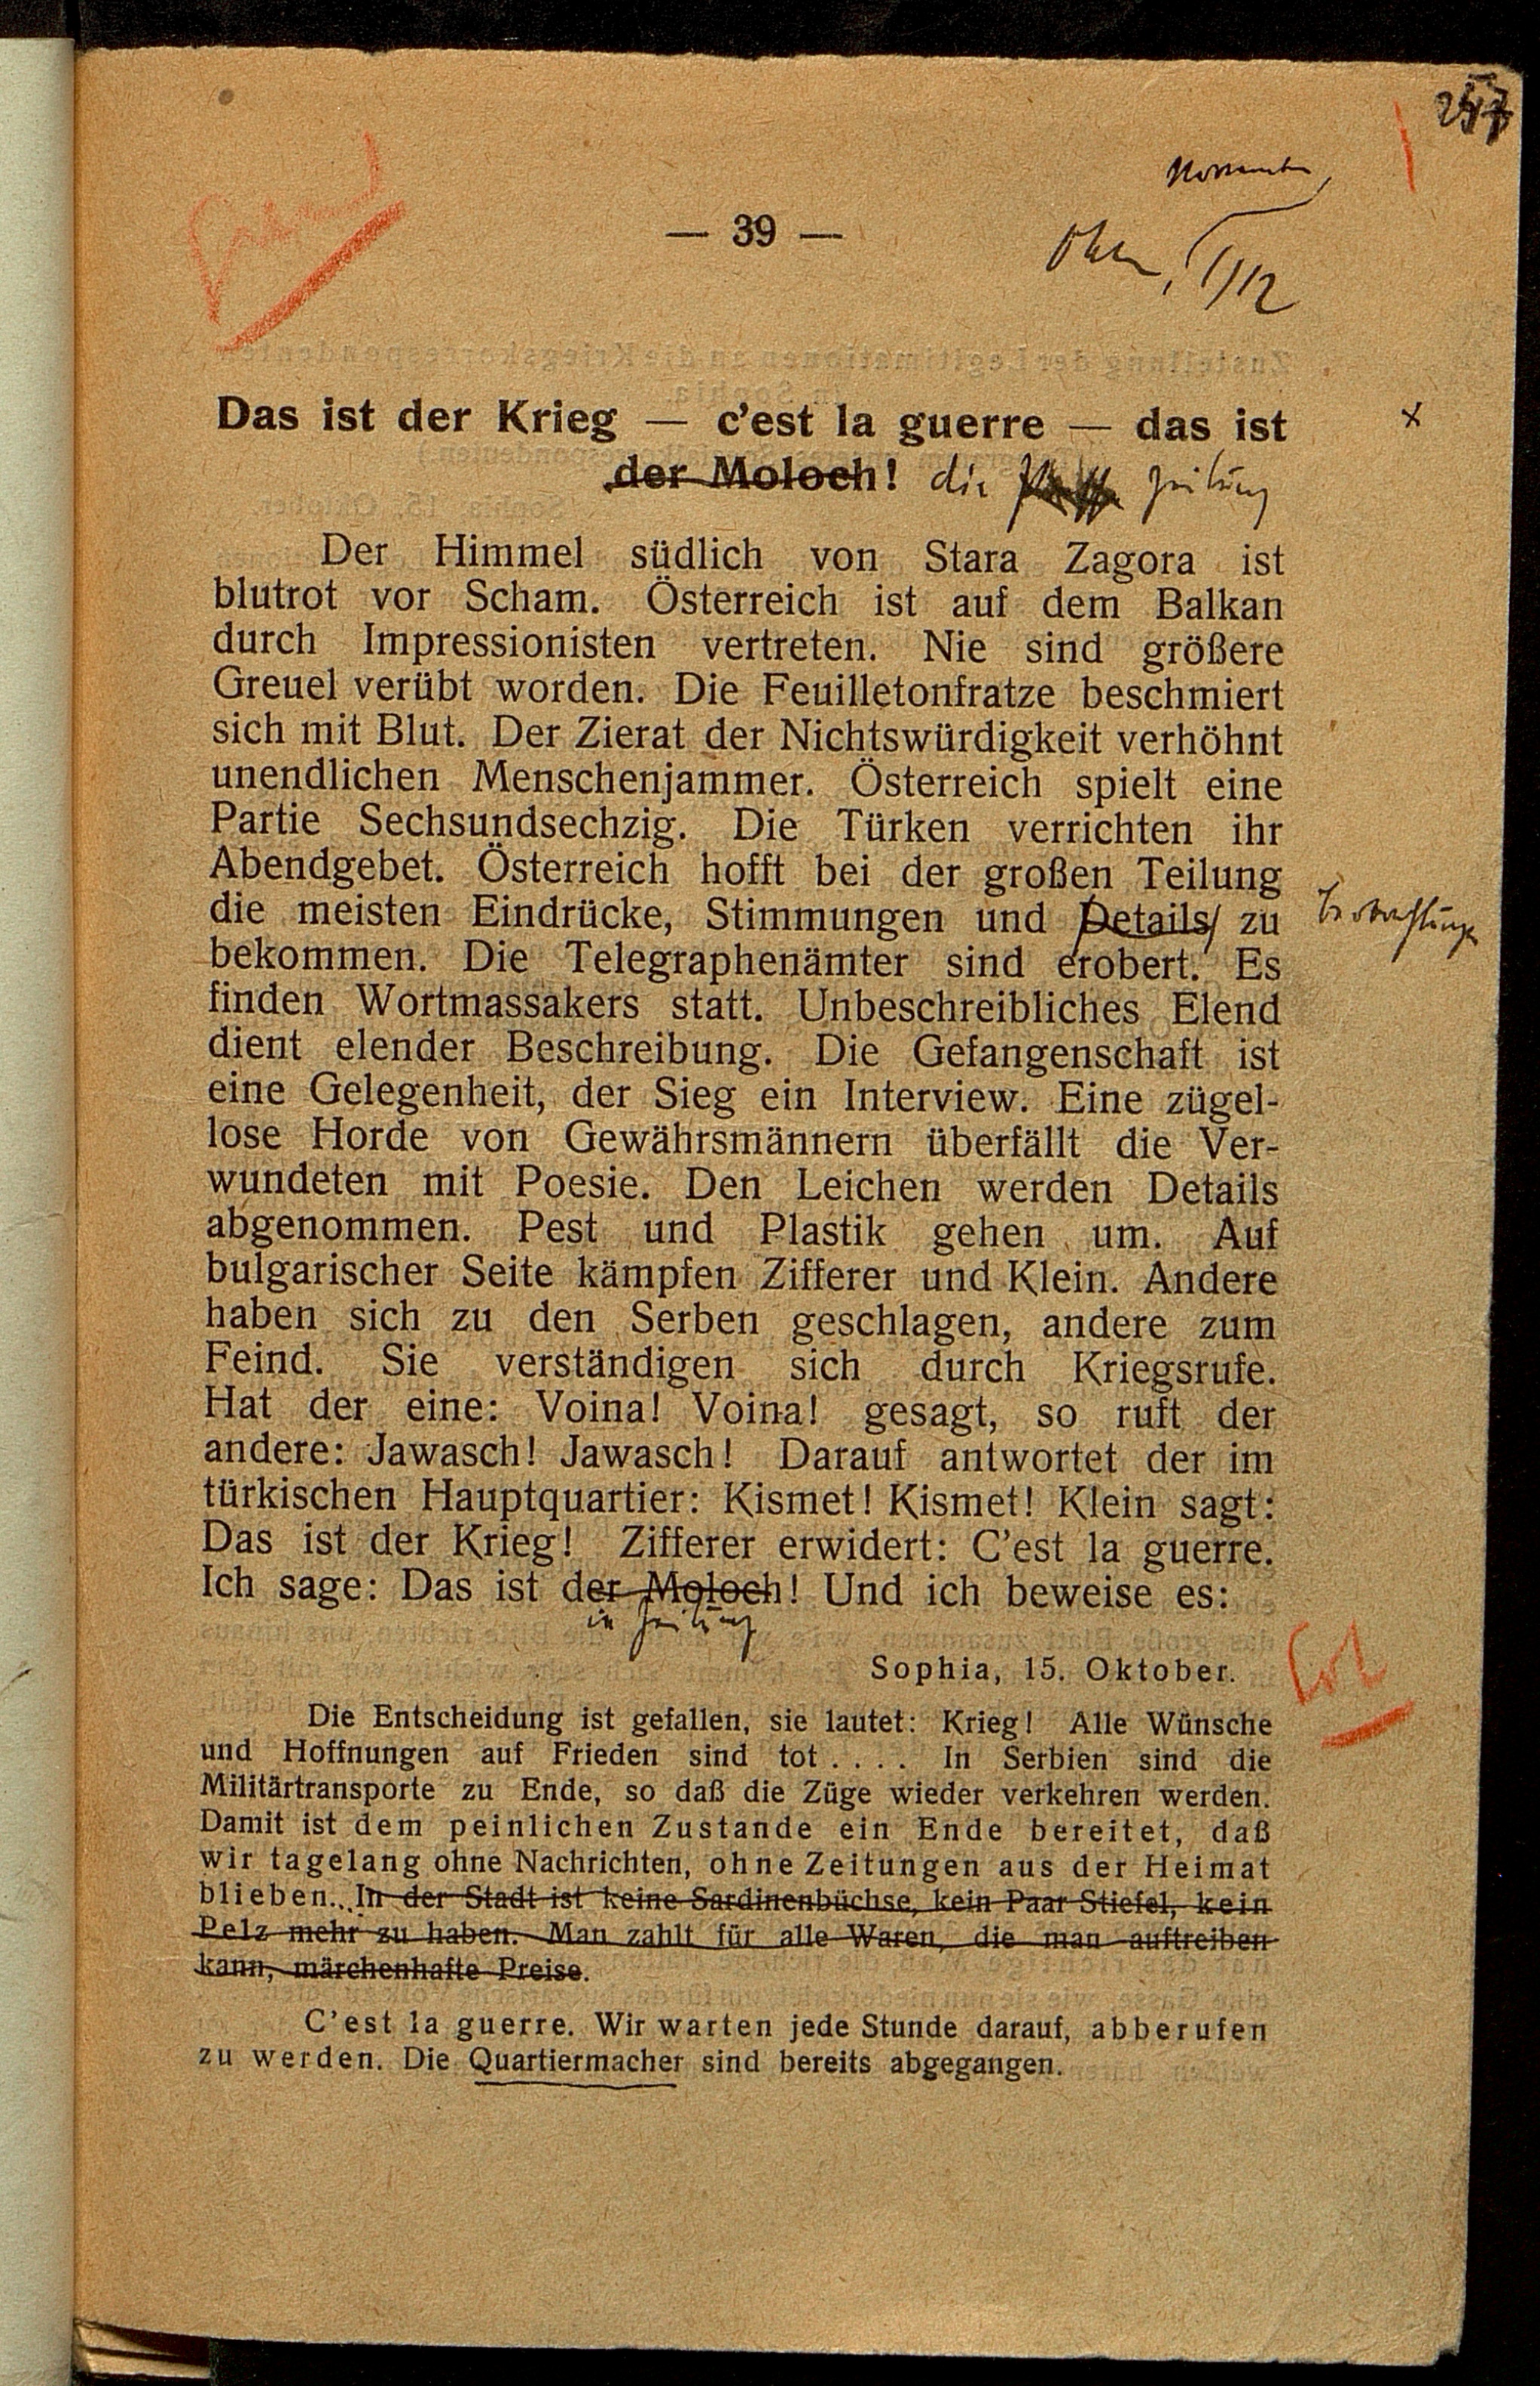 November
— 39 —
Das ist der Krieg — c'est la guerre — das ist
der Moloch! die Zeitung
Der Himmel südlich von Stara Zagora ist
blutrot vor Scham. Österreich ist auf dem Balkan
durch Impressionisten vertreten. Nie sind größere
Greuel verübt worden. Die Feuilletonfratze beschmiert
sich mit Blut. Der Zierat der Nichtswürdigkeit verhöhnt
unendlichen Menschenjammer. Österreich spielt eine
Partie Sechsundsechzig. Die Türken verrichten ihr
Abendgebet. Österreich hofft bei der großen Teilung
die meisten Eindrücke, Stimmungen und Details zu Beobachtungen
bekommen. Die Telegraphenämter sind erobert. Es
finden Wortmassakers statt. Unbeschreibliches Elend
dient elender Beschreibung. Die Gefangenschaft ist
eine Gelegenheit, der Sieg ein Interview. Eine zügel-
lose Horde von Gewährsmännern überfällt die Ver-
wundeten mit Poesie. Den Leichen werden Details
abgenommen. Pest und Plastik gehen um. Auf
bulgarischer Seite kämpfen Zifferer und Klein. Andere
haben sich zu den Serben geschlagen, andere zum
Feind. Sie verständigen sich durch Kriegsrufe.
Hat der eine: Voina! Voina! gesagt, so ruft der
andere: Jawasch! Jawasch! Darauf antwortet der im
türkischen Hauptquartier: Kismet! Kismet! Klein sagt:
Das ist der Krieg! Zifferer erwidert: C'est la guerre.
Ich sage: Das ist der Moloch! Und ich beweise es:
die Zeitung
Sophia, 15. Oktober.
Die Entscheidung ist gefallen, sie lautet: Krieg! Alle Wünsche
und Hoffnungen auf Frieden sind tot . . . . In Serbien sind die
Militärtransporte zu Ende, so daß die Züge wieder verkehren werden.
Damit ist dem peinlichen Zustande ein Ende bereitet, daß
wir tagelang ohne Nachrichten, ohne Zeitungen aus der Heimat
blieben. . In der Stadt ist keine Sardinenbüchse, kein Paar Stiefel, kein
Pelz mehr zu haben. Man zahlt für alle Waren, die man auftreiben
kann, märchenhafte Preise.
C'est la guerre. Wir warten jede Stunde darauf, abberufen
zu werden. Die Quartiermacher sind bereits abgegangen.